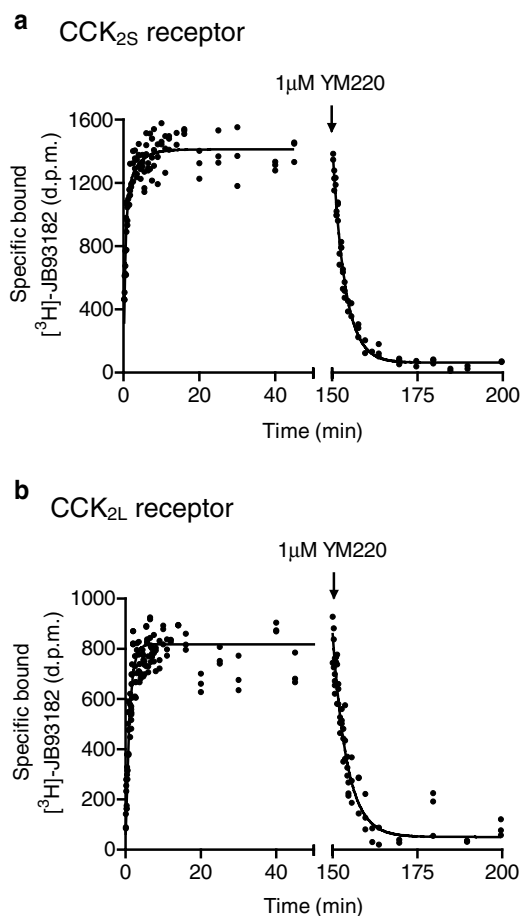 a
CCK2S receptor
1µM YM220
1600
1200
800
400
0
Specific bound
[³H]-JB93182 (d.p.m.)
0 20 40 150 175 200
Time (min)
b
CCK2L receptor
1µM YM220
1000
800
600
400
200
0
Specific bound
[³H]-JB93182 (d.p.m.)
0 20 40 150 175 200
Time (min)